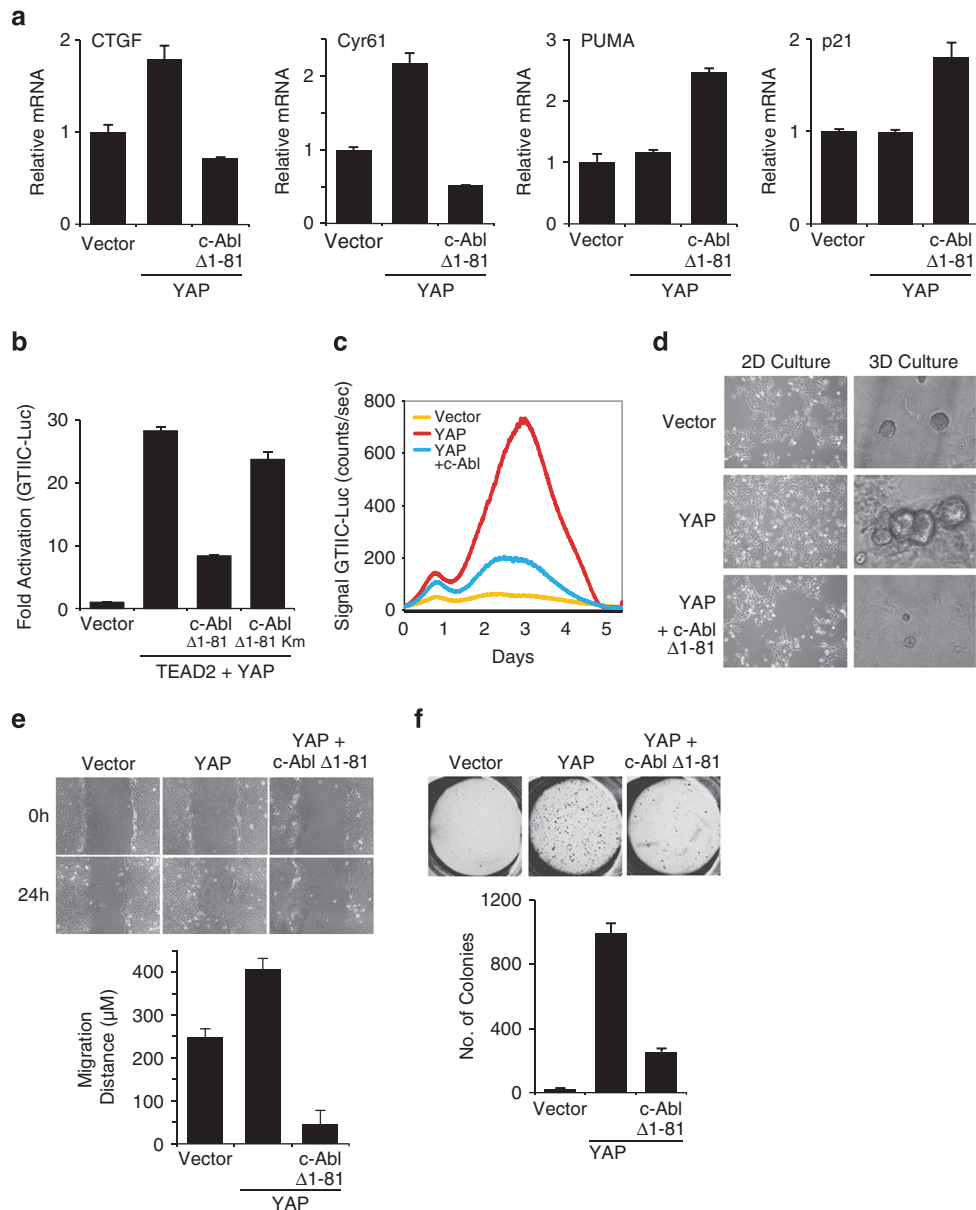 a
CTGF
Relative mRNA
2
1
0
Vector
c-Abl
Δ1-81
YAP
Cyr61
Relative mRNA
3
2
1
0
Vector
c-Abl
Δ1-81
YAP
PUMA
Relative mRNA
3
2
1
0
Vector
c-Abl
Δ1-81
YAP
p21
Relative mRNA
2
1
0
Vector
c-Abl
Δ1-81
YAP
b
Fold Activation (GTIIC-Luc)
30
20
10
0
Vector
c-Abl
Δ1-81
c-Abl
Δ1-81 Km
TEAD2 + YAP
c
Signal GTIIC-Luc (counts/sec)
800
600
400
200
0
Vector
YAP
YAP
+c-Abl
0 1 2 3 4 5
Days
d
2D Culture 3D Culture
Vector
YAP
YAP
+ c-Abl
Δ1-81
e
Vector
YAP
YAP +
c-Abl Δ1-81
0h
24h
Migration
Distance (µM)
400
300
200
100
0
Vector
c-Abl
Δ1-81
YAP
f
Vector
YAP
YAP +
c-Abl Δ1-81
No. of Colonies
1200
800
400
0
Vector
c-Abl
Δ1-81
YAP